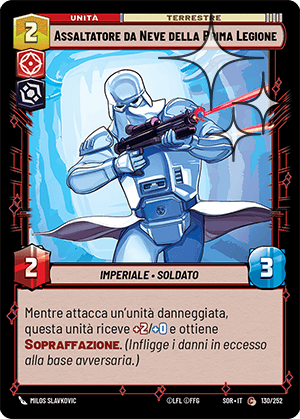 UNITÀ
TERRESTRE
2
Assaltatore da Neve della Prima Legione
2
IMPERIALE • SOLDATO
3
Mentre attacca un'unità danneggiata,
questa unità riceve +2/+0 e ottiene
SOPRAFFAZIONE. (Infligge i danni in eccesso
alla base avversaria.)
MILOS SLAVKOVIC
©LFL ©FFG
SOR • IT
C
130/252